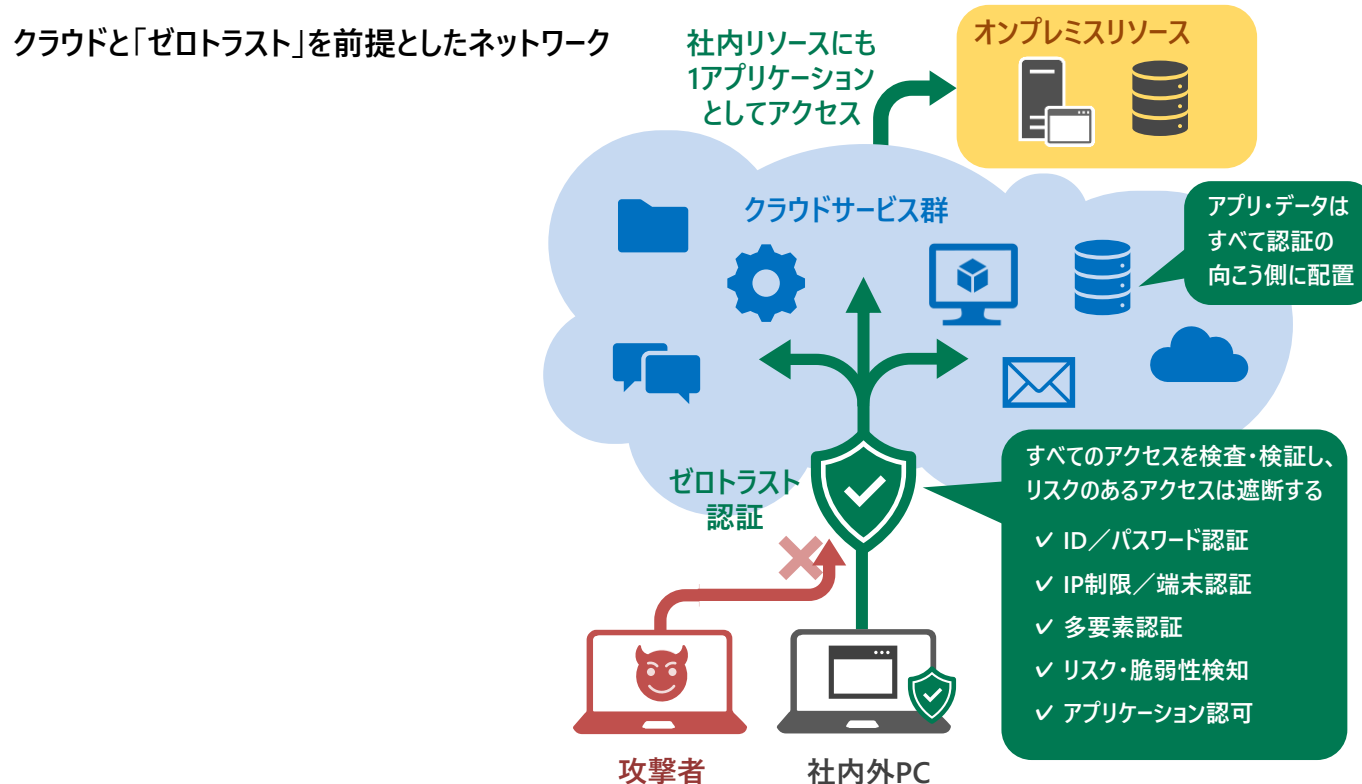 クラウドと「ゼロトラスト」を前提としたネットワーク
社内リソースにも
1アプリケーション
としてアクセス
オンプレミスリソース
クラウドサービス群
アプリ・データは
すべて認証の
向こう側に配置
ゼロトラスト
認証
すべてのアクセスを検査・検証し、
リスクのあるアクセスは遮断する
✓ ID／パスワード認証
✓ IP制限／端末認証
✓ 多要素認証
✓ リスク・脆弱性検知
✓ アプリケーション認可
攻撃者
社内外PC